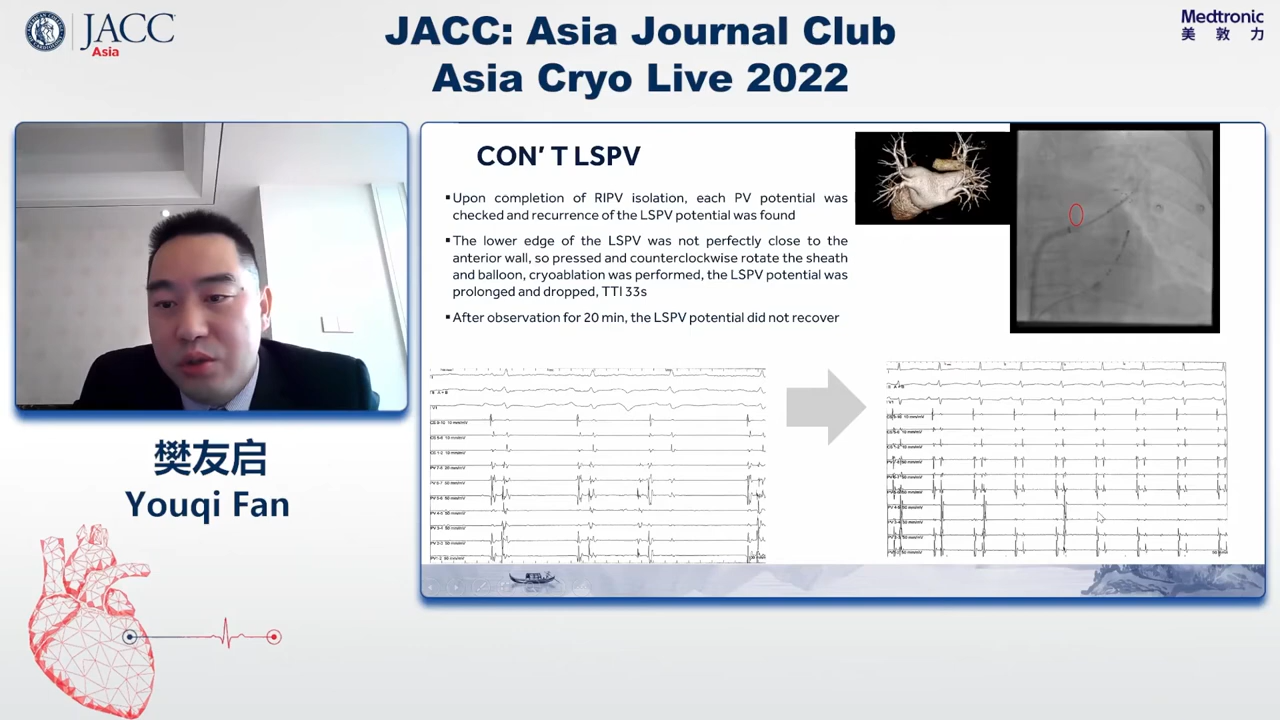 JACC
Asia
JACC: Asia Journal Club
Asia Cryo Live 2022
Medtronic
美 敦 力
樊友启
Youqi Fan
CON' T LSPV
▪Upon completion of RIPV isolation, each PV potential was
checked and recurrence of the LSPV potential was found
▪The lower edge of the LSPV was not perfectly close to the
anterior wall, so pressed and counterclockwise rotate the sheath
and balloon, cryoablation was performed, the LSPV potential was
prolonged and dropped, TTI 33s
▪After observation for 20 min, the LSPV potential did not recover